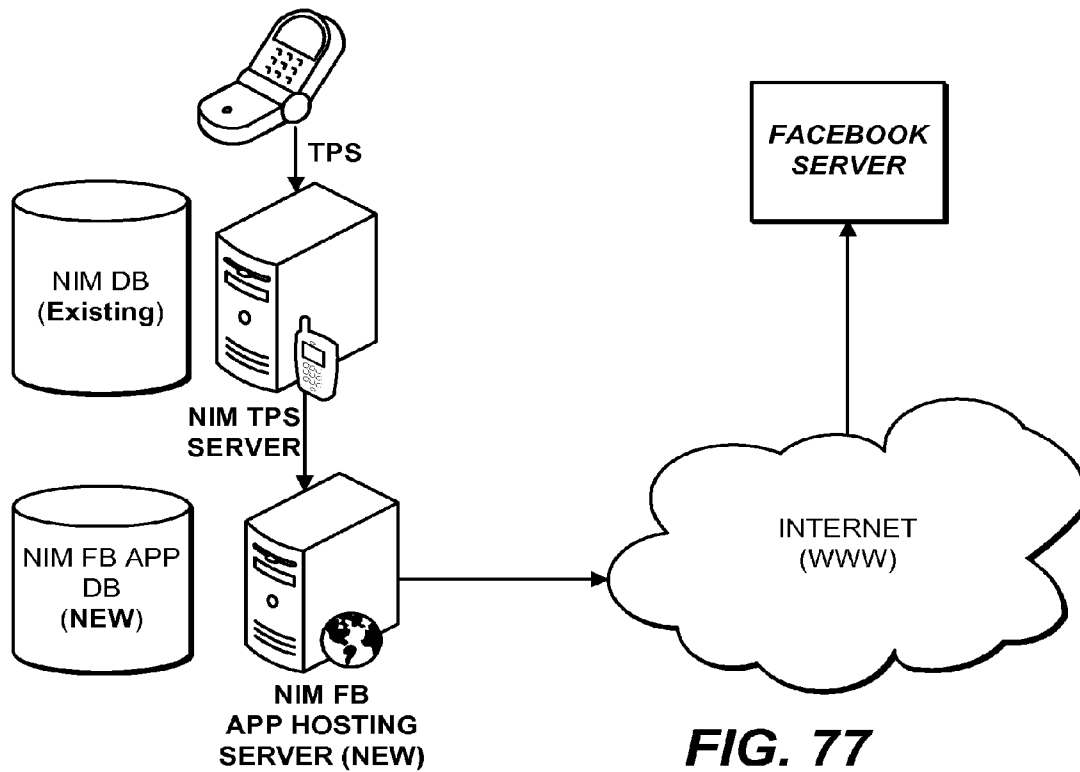 TPS
FACEBOOK
SERVER
NIM DB
(Existing)
NIM TPS
SERVER
NIM FB APP
DB
(NEW)
INTERNET
(WWW)
NIM FB
APP HOSTING
SERVER (NEW)
FIG. 77